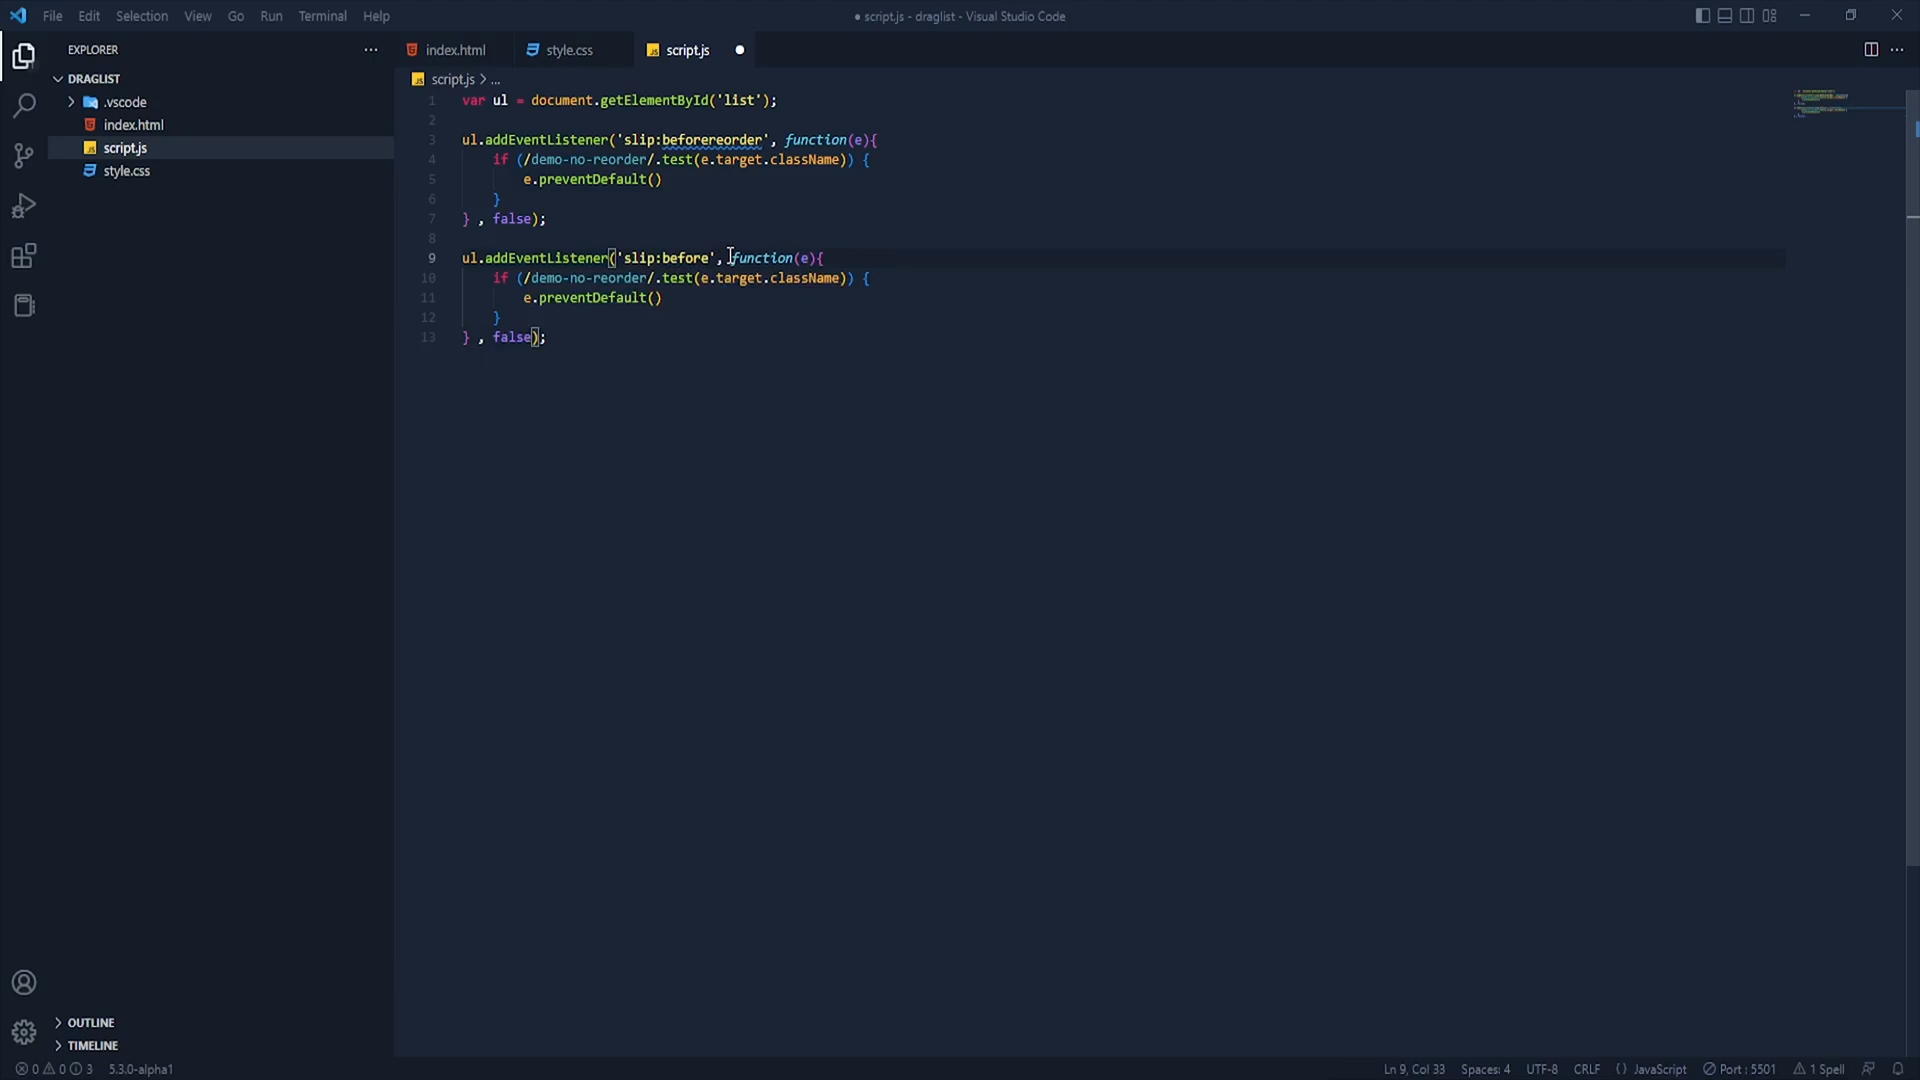 File Edit Selection View Go Run Terminal Help
● script.js - draglist - Visual Studio Code
EXPLORER
DRAGLIST
.vscode
index.html
script.js
style.css
index.html style.css script.js
script.js > ...
1 var ul = document.getElementById('list');
2
3 ul.addEventListener('slip:beforereorder', function(e){
4 if (/demo-no-reorder/.test(e.target.className)) {
5 e.preventDefault()
6 }
7 } , false);
8
9 ul.addEventListener('slip:before', function(e){
10 if (/demo-no-reorder/.test(e.target.className)) {
11 e.preventDefault()
12 }
13 } , false);
OUTLINE
TIMELINE
0 0 3 5.3.0-alpha1 Ln 9, Col 33 Spaces: 4 UTF-8 CRLF {} JavaScript Port : 5501 1 Spell